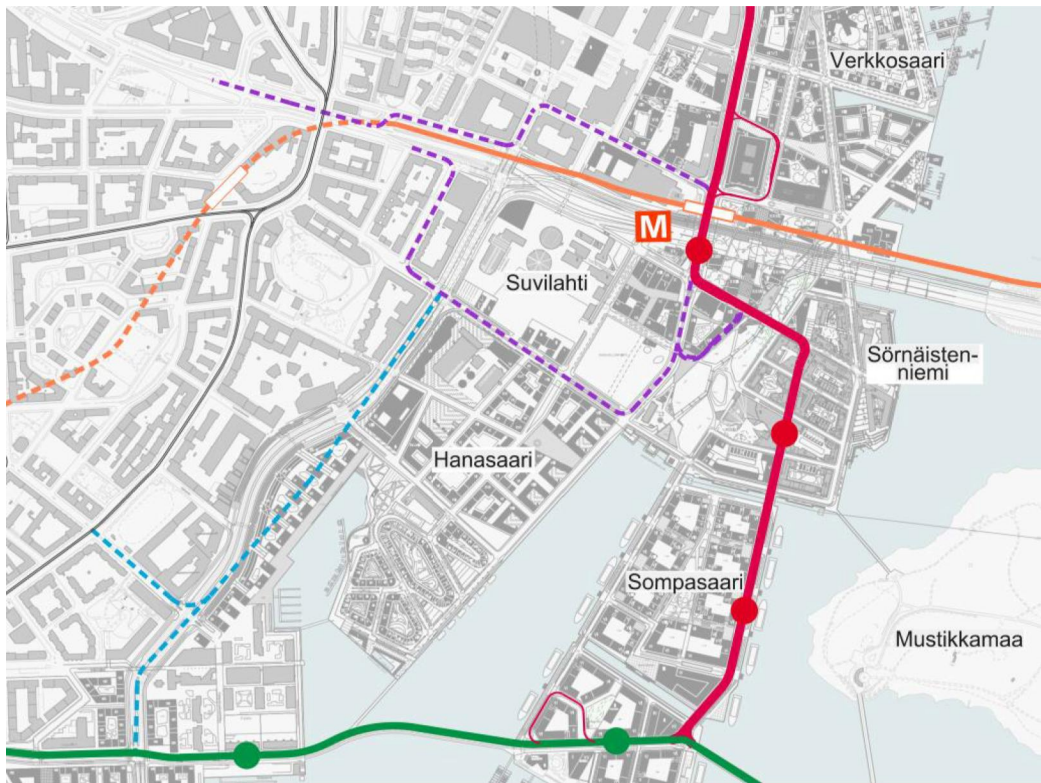 Verkkosaari
M
Suvilahti
Sörnäisten-
niemi
Hanasaari
Sompasaari
Mustikkamaa